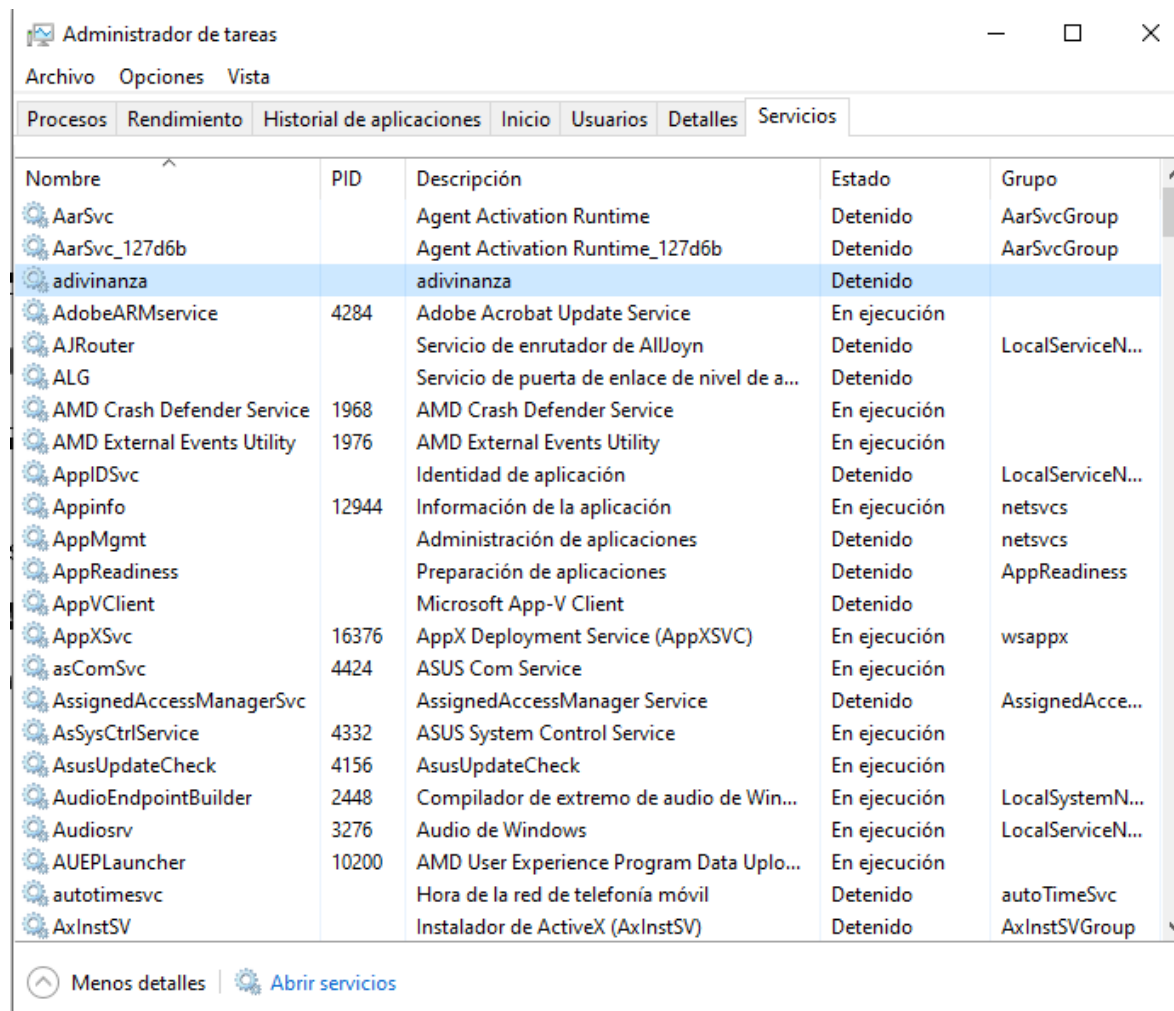 Administrador de tareas
Archivo Opciones Vista
Procesos Rendimiento Historial de aplicaciones Inicio Usuarios Detalles Servicios
Nombre PID Descripción Estado Grupo
AarSvc Agent Activation Runtime Detenido AarSvcGroup
AarSvc_127d6b Agent Activation Runtime_127d6b Detenido AarSvcGroup
adivinanza adivinanza Detenido
AdobeARMservice 4284 Adobe Acrobat Update Service En ejecución
AJRouter Servicio de enrutador de AllJoyn Detenido LocalServiceN...
ALG Servicio de puerta de enlace de nivel de a... Detenido
AMD Crash Defender Service 1968 AMD Crash Defender Service En ejecución
AMD External Events Utility 1976 AMD External Events Utility En ejecución
AppIDSvc Identidad de aplicación Detenido LocalServiceN...
Appinfo 12944 Información de la aplicación En ejecución netsvcs
AppMgmt Administración de aplicaciones Detenido netsvcs
AppReadiness Preparación de aplicaciones Detenido AppReadiness
AppVClient Microsoft App-V Client Detenido
AppXSvc 16376 AppX Deployment Service (AppXSVC) En ejecución wsappx
asComSvc 4424 ASUS Com Service En ejecución
AssignedAccessManagerSvc AssignedAccessManager Service Detenido AssignedAcce...
AsSysCtrlService 4332 ASUS System Control Service En ejecución
AsusUpdateCheck 4156 AsusUpdateCheck En ejecución
AudioEndpointBuilder 2448 Compilador de extremo de audio de Win... En ejecución LocalSystemN...
Audiosrv 3276 Audio de Windows En ejecución LocalServiceN...
AUEPLauncher 10200 AMD User Experience Program Data Uplo... En ejecución
autotimesvc Hora de la red de telefonía móvil Detenido autoTimeSvc
AxInstSV Instalador de ActiveX (AxInstSV) Detenido AxInstSVGroup
Menos detalles Abrir servicios